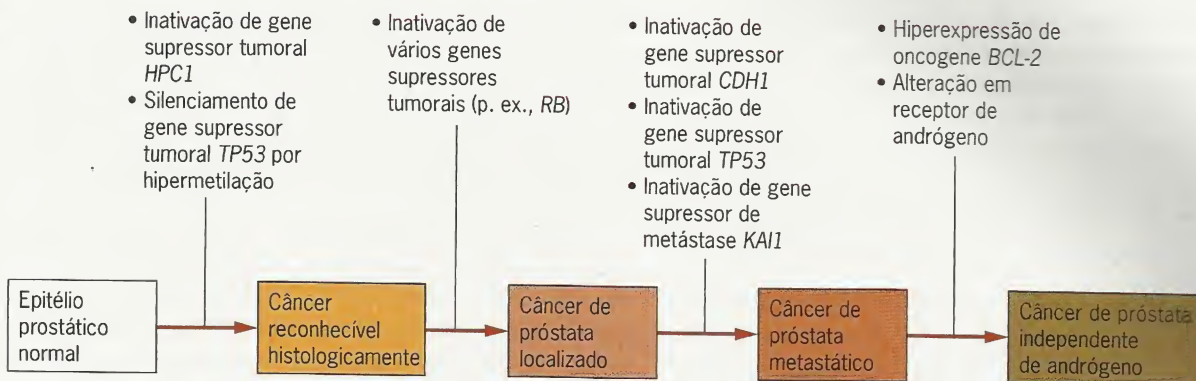 • Inativação de gene
supressor tumoral
HPC1
• Silenciamento de
gene supressor
tumoral TP53 por
hipermetilação
• Inativação de
vários genes
supressores
tumorais (p. ex., RB)
• Inativação de
gene supressor
tumoral CDH1
• Inativação de
gene supressor
tumoral TP53
• Inativação de gene
supressor de
metástase KAI1
• Hiperexpressão de
oncogene BCL-2
• Alteração em
receptor de
andrógeno
Epitélio
prostático
normal
Câncer
reconhecível
histologicamente
Câncer de
próstata
localizado
Câncer de
próstata
metastático
Câncer de próstata
independente
de andrógeno